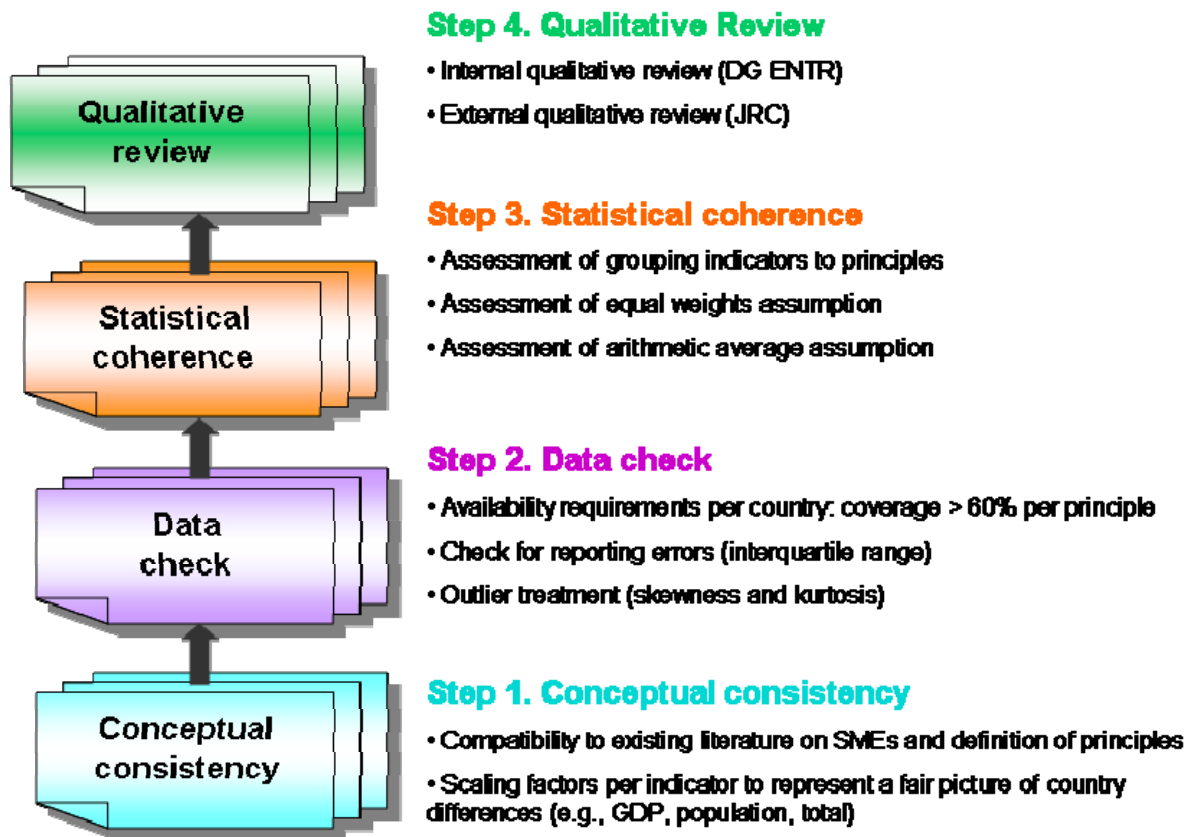 Step 4. Qualitative Review
• Internal qualitative review (DG ENTR)
• External qualitative review (JRC)
Qualitative
review
Step 3. Statistical coherence
• Assessment of grouping indicators to principles
• Assessment of equal weights assumption
• Assessment of arithmetic average assumption
Statistical
coherence
Step 2. Data check
• Availability requirements per country: coverage > 60% per principle
• Check for reporting errors (interquartile range)
• Outlier treatment (skewness and kurtosis)
Data
check
Step 1. Conceptual consistency
• Compatibility to existing literature on SMEs and definition of principles
• Scaling factors per indicator to represent a fair picture of country
differences (e.g., GDP, population, total)
Conceptual
consistency